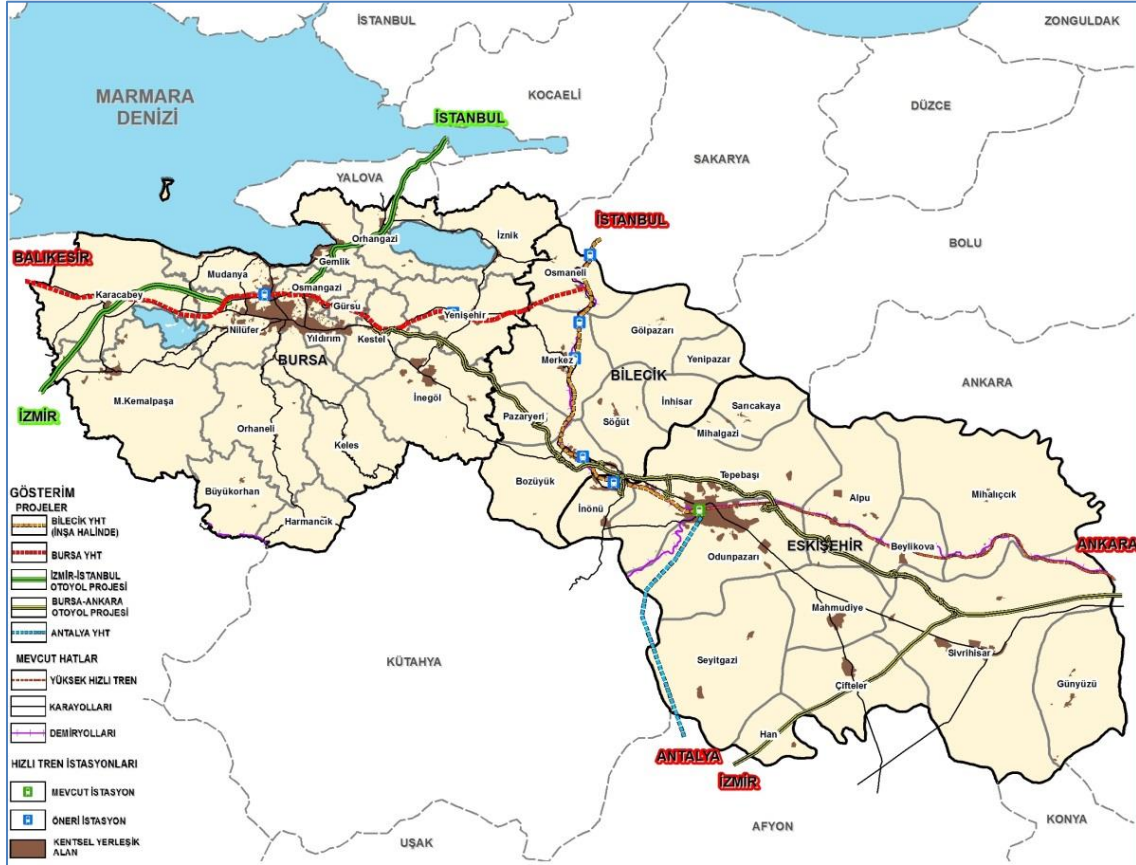 İSTANBUL
ZONGULDAK
MARMARA
DENİZİ
KOCAELİ
DÜZCE
İSTANBUL
SAKARYA
YALOVA
İSTANBUL
BOLU
Orhangazi
İznik
BALIKESİR
Gemlik
Osmaneli
Mudanya
Karacabey
Osmangazi
Gürsu
Yenişehir
Gölpazarı
Nilüfer
Yıldırım
Kestel
BURSA
Merkez
Yenipazar
BİLECİK
ANKARA
İnegöl
İnhisar
M.Kemalpaşa
Sarıcakaya
İZMİR
Pazaryeri
Söğüt
Mihalgazi
Orhaneli
Keles
Tepebaşı
Büyükorhan
Bozüyük
Alpu
Mihalıçcık
Harmancık
İnönü
Odunpazarı
ESKİŞEHİR
Beylikova
ANKARA
Mahmudiye
Sivrihisar
KÜTAHYA
Seyitgazi
Çifteler
Günyüzü
Han
ANTALYA
İZMİR
AFYON
KONYA
UŞAK
GÖSTERİM
PROJELER
BİLECİK YHT
(İNŞA HALİNDE)
BURSA YHT
İZMİR-İSTANBUL
OTOYOL PROJESİ
BURSA-ANKARA
OTOYOL PROJESİ
ANTALYA YHT
MEVCUT HATLAR
YÜKSEK HIZLI TREN
KARAYOLLARI
DEMİRYOLLARI
HIZLI TREN İSTASYONLARI
MEVCUT İSTASYON
ÖNERİ İSTASYON
KENTSEL YERLEŞİK
ALAN